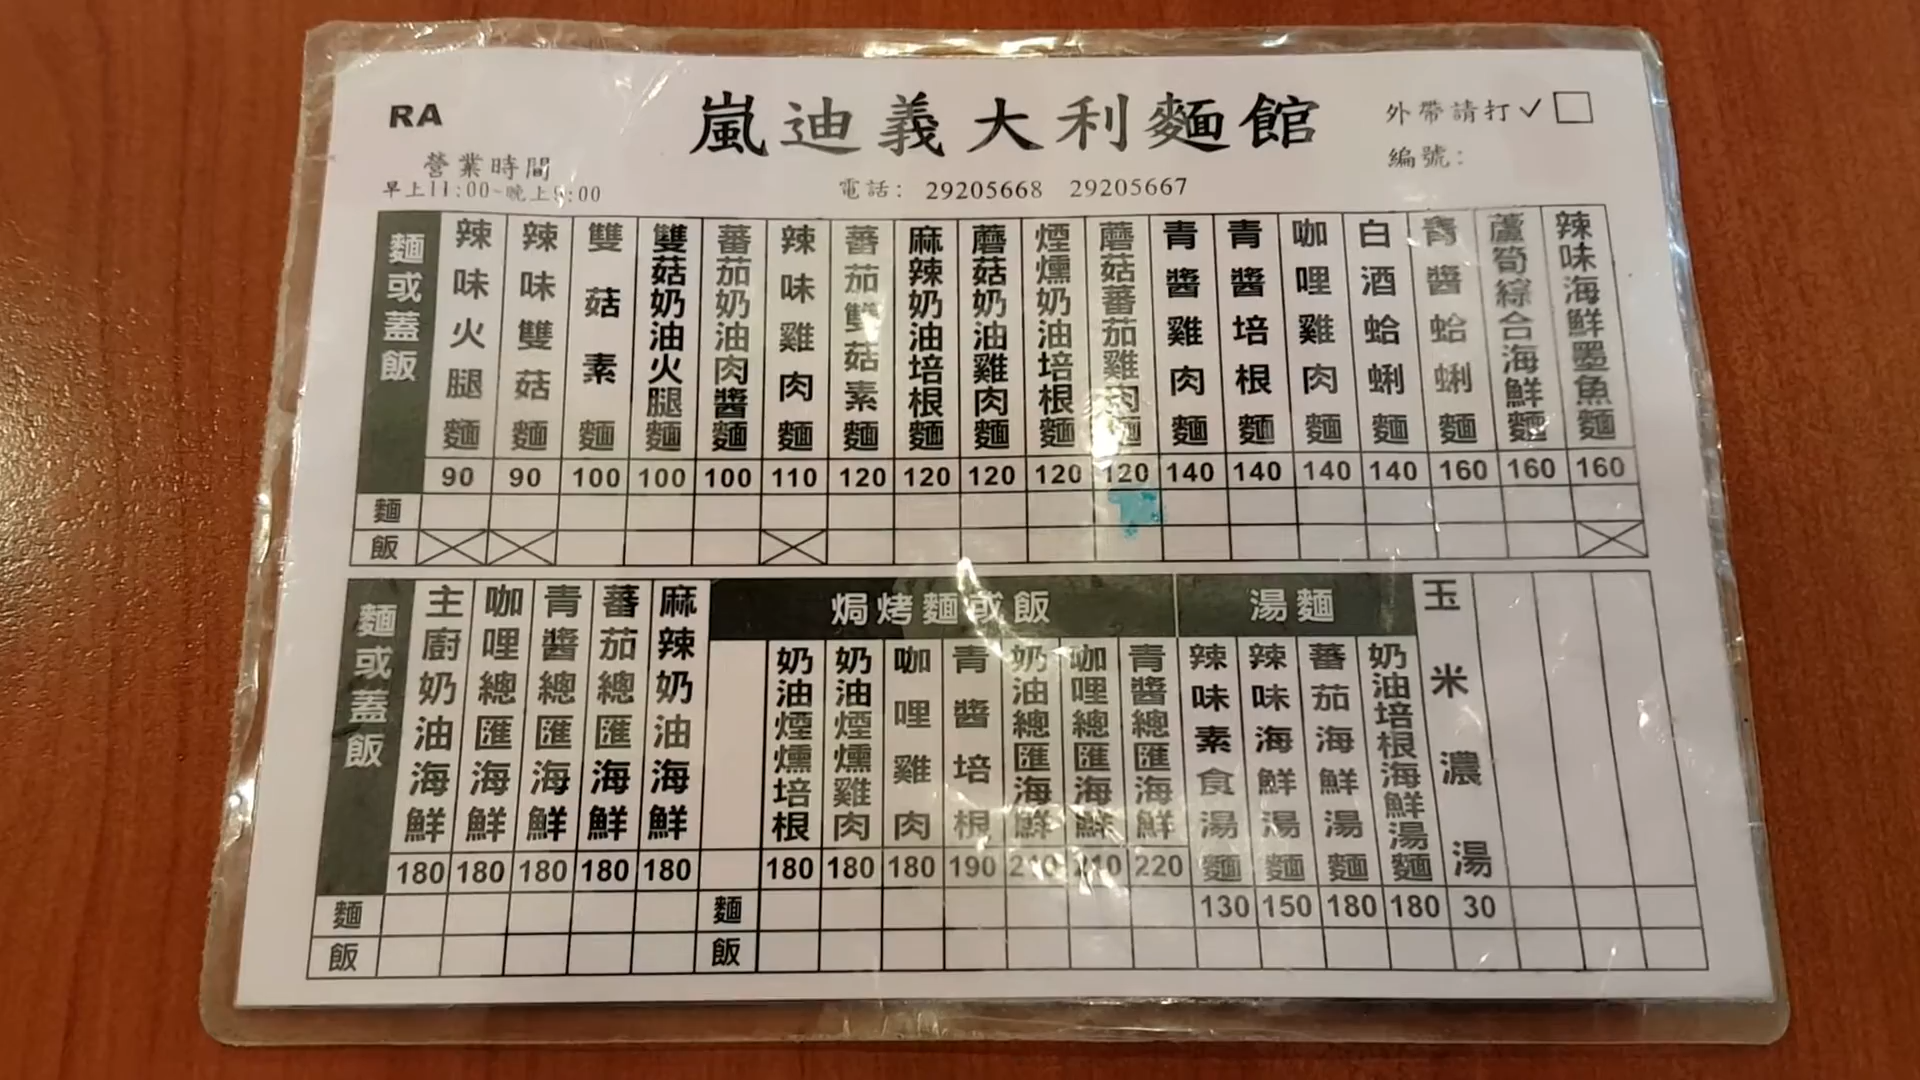 RA
嵐迪義大利麵館
外帶請打✓□
編號：
營業時間
早上11:00~晚上9:00
電話： 29205668 29205667
麵或蓋飯
辣味火腿麵 90
辣味雙菇麵 90
雙菇素麵 100
雙菇奶油火腿麵 100
蕃茄奶油肉醬麵 100
辣味雞肉麵 110
蕃茄雙菇素麵 120
麻辣奶油培根麵 120
蘑菇奶油雞肉麵 120
煙燻奶油培根麵 120
蘑菇蕃茄雞肉麵 120
青醬雞肉麵 140
青醬培根麵 140
咖哩雞肉麵 140
白酒蛤蜊麵 140
青醬蛤蜊麵 160
蘆筍綜合海鮮麵 160
辣味海鮮墨魚麵 160
麵
飯
麵或蓋飯
主廚奶油海鮮 180
咖哩總匯海鮮 180
青醬總匯海鮮 180
蕃茄總匯海鮮 180
麻辣奶油海鮮 180
麵
飯
焗烤麵或飯
奶油煙燻培根 180
奶油煙燻雞肉 180
咖哩雞肉 180
青醬培根 190
奶油總匯海鮮 210
咖哩總匯海鮮 210
青醬總匯海鮮 220
麵
飯
湯麵
辣味素食湯麵 130
辣味海鮮湯麵 150
蕃茄海鮮湯麵 180
奶油培根海鮮湯麵 180
玉米濃湯 30